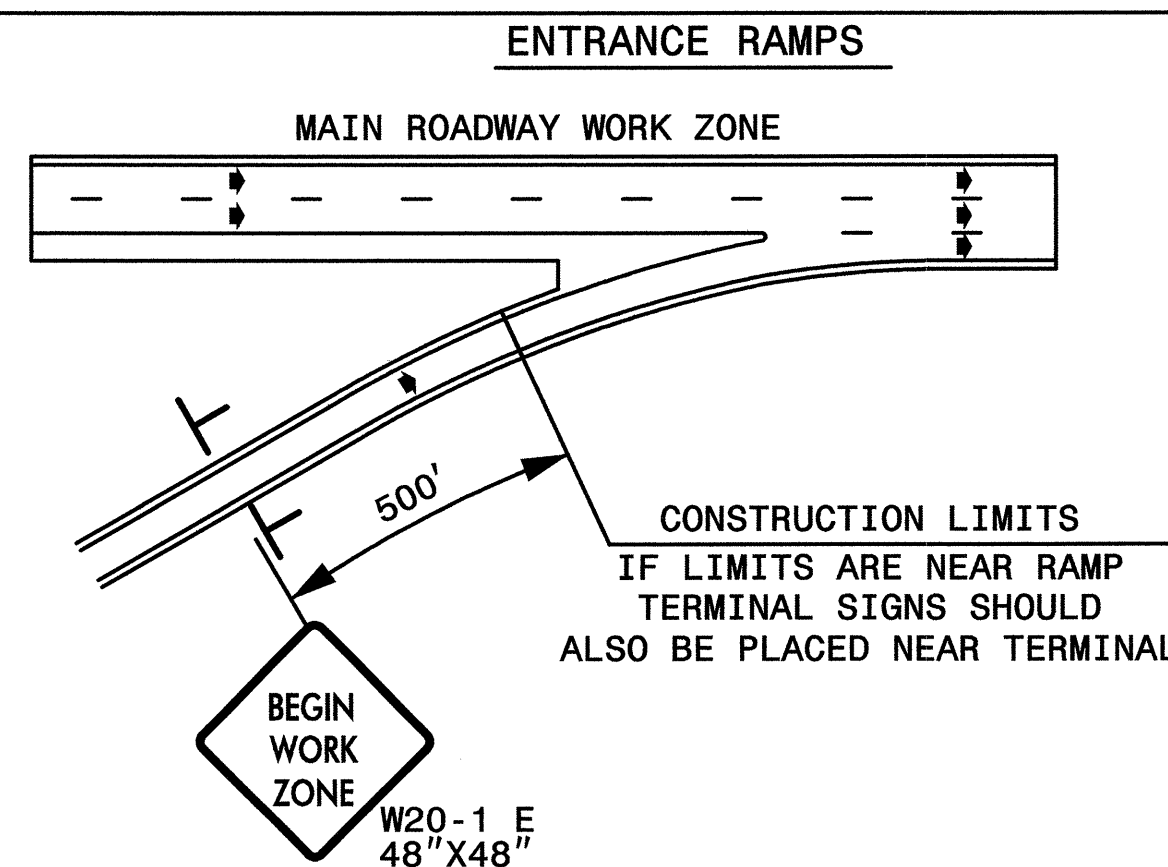 ENTRANCE RAMPS
MAIN ROADWAY WORK ZONE
500'
CONSTRUCTION LIMITS
IF LIMITS ARE NEAR RAMP
TERMINAL SIGNS SHOULD
ALSO BE PLACED NEAR TERMINAL
BEGIN
WORK
ZONE
W20-1 E
48"X48"